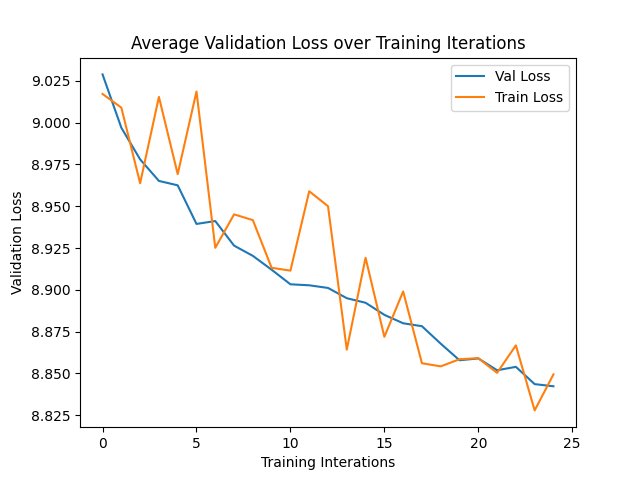 Average Validation Loss over Training Iterations
Val Loss
Train Loss
9.025
9.000
8.975
8.950
8.925
8.900
8.875
8.850
8.825
Validation Loss
0 5 10 15 20 25
Training Interations